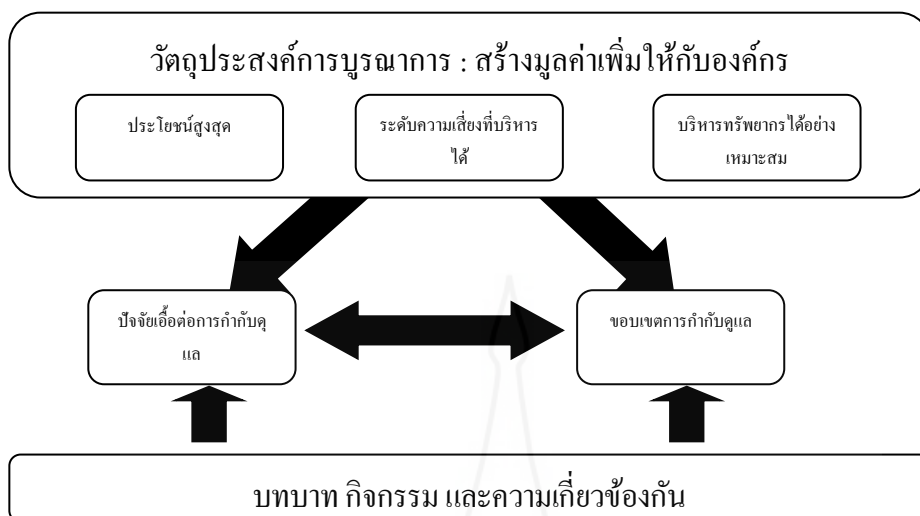 วัตถุประสงค์การบูรณาการ : สร้างมูลค่าเพิ่มให้กับองค์กร
ประโยชน์สูงสุด
ระดับความเสี่ยงที่บริหาร
ได้
บริหารทรัพยากรได้อย่าง
เหมาะสม
ปัจจัยเอื้อต่อการกำกับดู
แล
ขอบเขตการกำกับดูแล
บทบาท กิจกรรม และความเกี่ยวข้องกัน